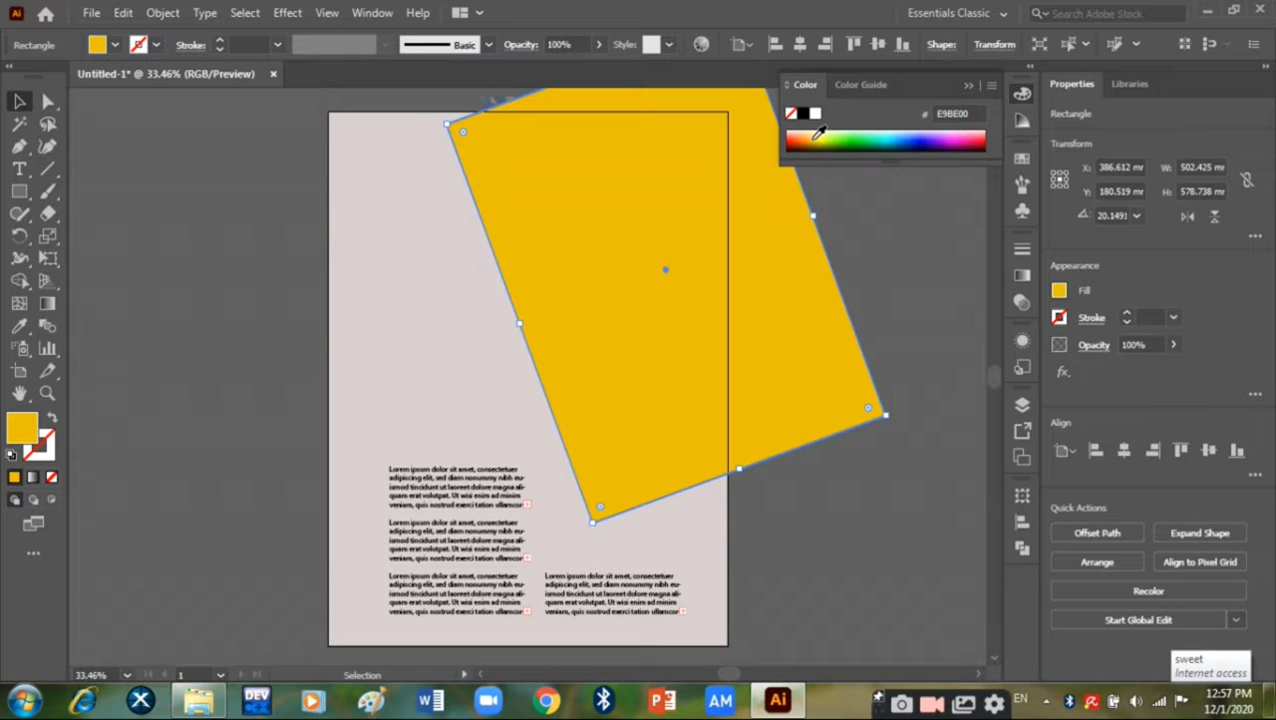 Ai File Edit Object Type Select Effect View Window Help Essentials Classic Search Adobe Stock
Rectangle Stroke: Basic Opacity: 100% Style: Shape: Transform
Untitled-1* @ 33.46% (RGB/Preview)
Color Color Guide
# E9BE00
Properties Libraries
Rectangle
Transform
X: 386.612 mr W: 502.425 mr
Y: 180.519 mr H: 578.738 mr
20.1491
Appearance
Fill
Stroke
Opacity 100%
fx.
Align
Quick Actions
Offset Path Expand Shape
Arrange Align to Pixel Grid
Recolor
Start Global Edit
Lorem ipsum dolor sit amet, consectetuer
adipiscing elit, sed diam nonummy nibh eu-
ismod tincidunt ut laoreet dolore magna ali-
quam erat volutpat. Ut wisi enim ad minim
veniam, quis nostrud exerci tation ullamcor
Lorem ipsum dolor sit amet, consectetuer
adipiscing elit, sed diam nonummy nibh eu-
ismod tincidunt ut laoreet dolore magna ali-
quam erat volutpat. Ut wisi enim ad minim
veniam, quis nostrud exerci tation ullamcor
Lorem ipsum dolor sit amet, consectetuer
adipiscing elit, sed diam nonummy nibh eu-
ismod tincidunt ut laoreet dolore magna ali-
quam erat volutpat. Ut wisi enim ad minim
veniam, quis nostrud exerci tation ullamcor
Lorem ipsum dolor sit amet, consectetuer
adipiscing elit, sed diam nonummy nibh eu-
ismod tincidunt ut laoreet dolore magna ali-
quam erat volutpat. Ut wisi enim ad minim
veniam, quis nostrud exerci tation ullamcor
33.46% 1 Selection
sweet
Internet access
DEV W P AM Ai EN 12:57 PM
12/1/2020